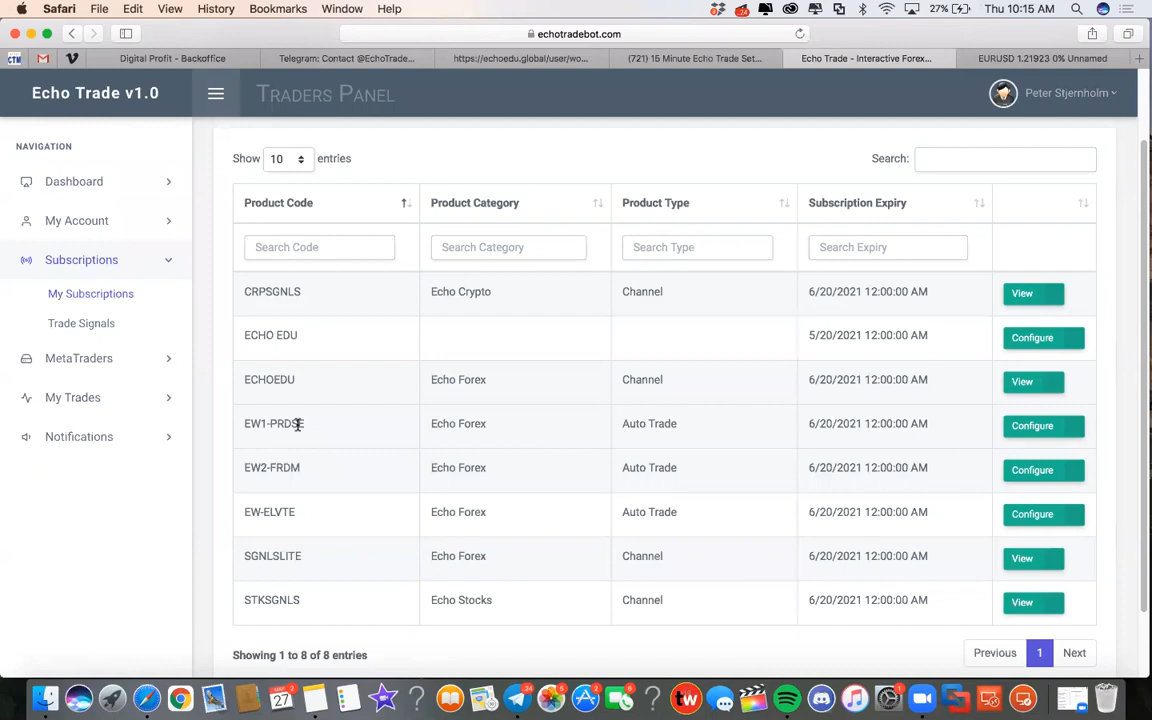 Safari File Edit View History Bookmarks Window Help 24 27% Thu 10:15 AM
echotradebot.com
CTM Digital Profit - Backoffice Telegram: Contact @EchoTrade... https://echoedu.global/user/wo... (721) 15 Minute Echo Trade Set... Echo Trade - Interactive Forex... EURUSD 1.21923 0% Unnamed
Echo Trade v1.0 TRADERS PANEL Peter Stjernholm
NAVIGATION
Dashboard
My Account
Subscriptions
My Subscriptions
Trade Signals
MetaTraders
My Trades
Notifications
Show 10 entries Search:
Product Code Product Category Product Type Subscription Expiry
Search Code Search Category Search Type Search Expiry
CRPSGNLS Echo Crypto Channel 6/20/2021 12:00:00 AM View
ECHO EDU 5/20/2021 12:00:00 AM Configure
ECHOEDU Echo Forex Channel 6/20/2021 12:00:00 AM View
EW1-PRDSE Echo Forex Auto Trade 6/20/2021 12:00:00 AM Configure
EW2-FRDM Echo Forex Auto Trade 6/20/2021 12:00:00 AM Configure
EW-ELVTE Echo Forex Auto Trade 6/20/2021 12:00:00 AM Configure
SGNLSLITE Echo Forex Channel 6/20/2021 12:00:00 AM View
STKSGNLS Echo Stocks Channel 6/20/2021 12:00:00 AM View
Showing 1 to 8 of 8 entries Previous 1 Next
27 tw